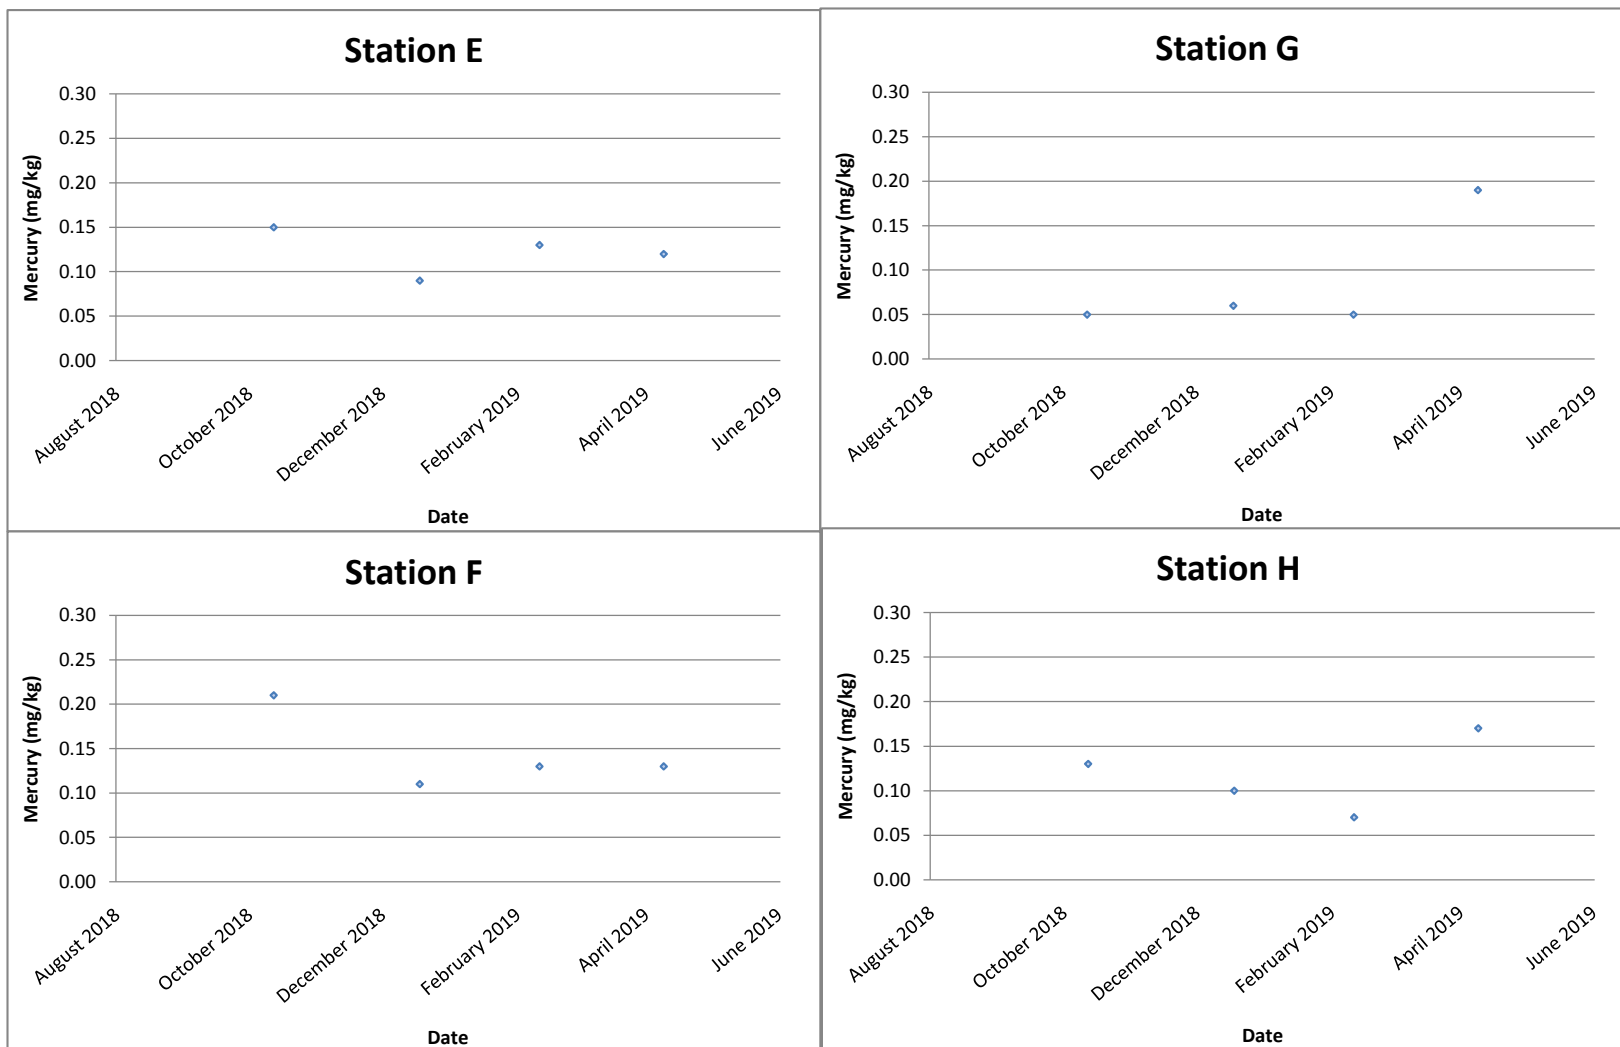 Station E
0.30
0.25
0.20
0.15
0.10
0.05
0.00
Mercury (mg/kg)
August 2018
October 2018
December 2018
February 2019
April 2019
June 2019
Date
Station G
0.30
0.25
0.20
0.15
0.10
0.05
0.00
Mercury (mg/kg)
August 2018
October 2018
December 2018
February 2019
April 2019
June 2019
Date
Station F
0.30
0.25
0.20
0.15
0.10
0.05
0.00
Mercury (mg/kg)
August 2018
October 2018
December 2018
February 2019
April 2019
June 2019
Date
Station H
0.30
0.25
0.20
0.15
0.10
0.05
0.00
Mercury (mg/kg)
August 2018
October 2018
December 2018
February 2019
April 2019
June 2019
Date